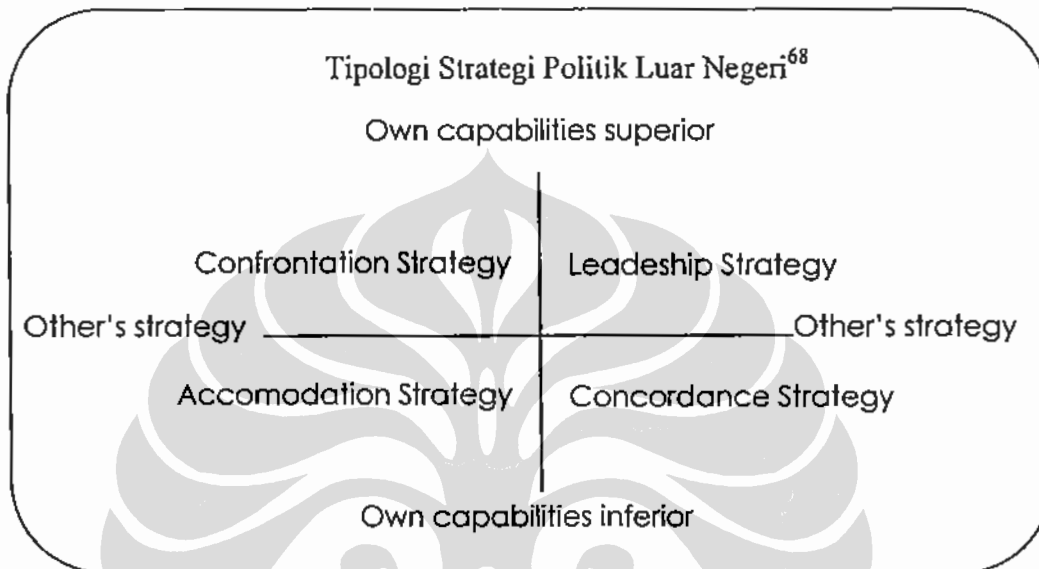 Tipologi Strategi Politik Luar Negeri68
Own capabilities superior
Confrontation Strategy
Leadeship Strategy
Other's strategy
Other's strategy
Accomodation Strategy
Concordance Strategy
Own capabilities inferior